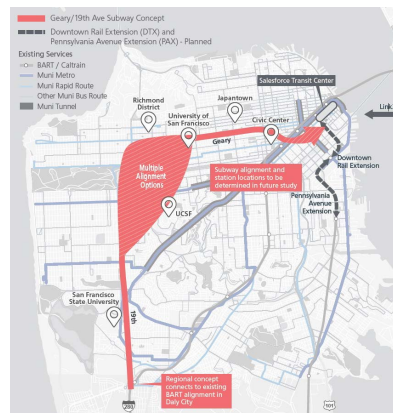 Geary/19th Ave Subway Concept
Downtown Rail Extension (DTX) and
Pennsylvania Avenue Extension (PAX) - Planned
Existing Services
BART / Caltrain
Muni Metro
Muni Rapid Route
Other Muni Bus Route
Muni Tunnel
Salesforce Transit Center
Link
Richmond
District
University of
San Francisco
Japantown
Civic Center
Geary
Multiple
Alignment
Options
Subway alignment and
station locations to be
determined in future study
Downtown
Rail Extension
Pennsylvania
Avenue
Extension
UCSF
San Francisco
State University
19th
Regional concept
connects to existing
BART alignment in
Daly City
280
101